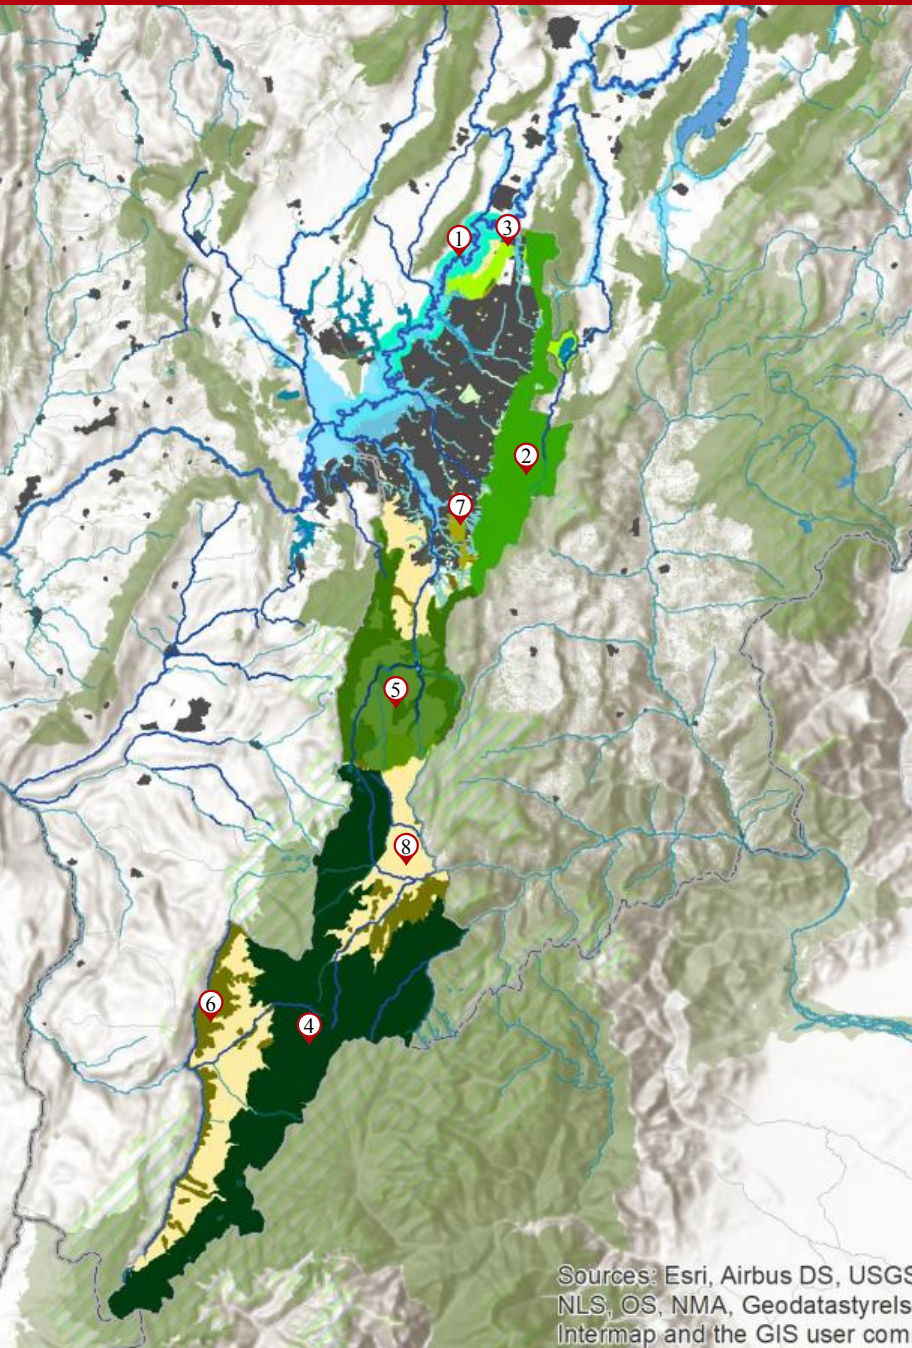 1
3
2
7
5
8
6
4
Sources: Esri, Airbus DS, USGS
NLS, OS, NMA, Geodatastyrels
Intermap and the GIS user com